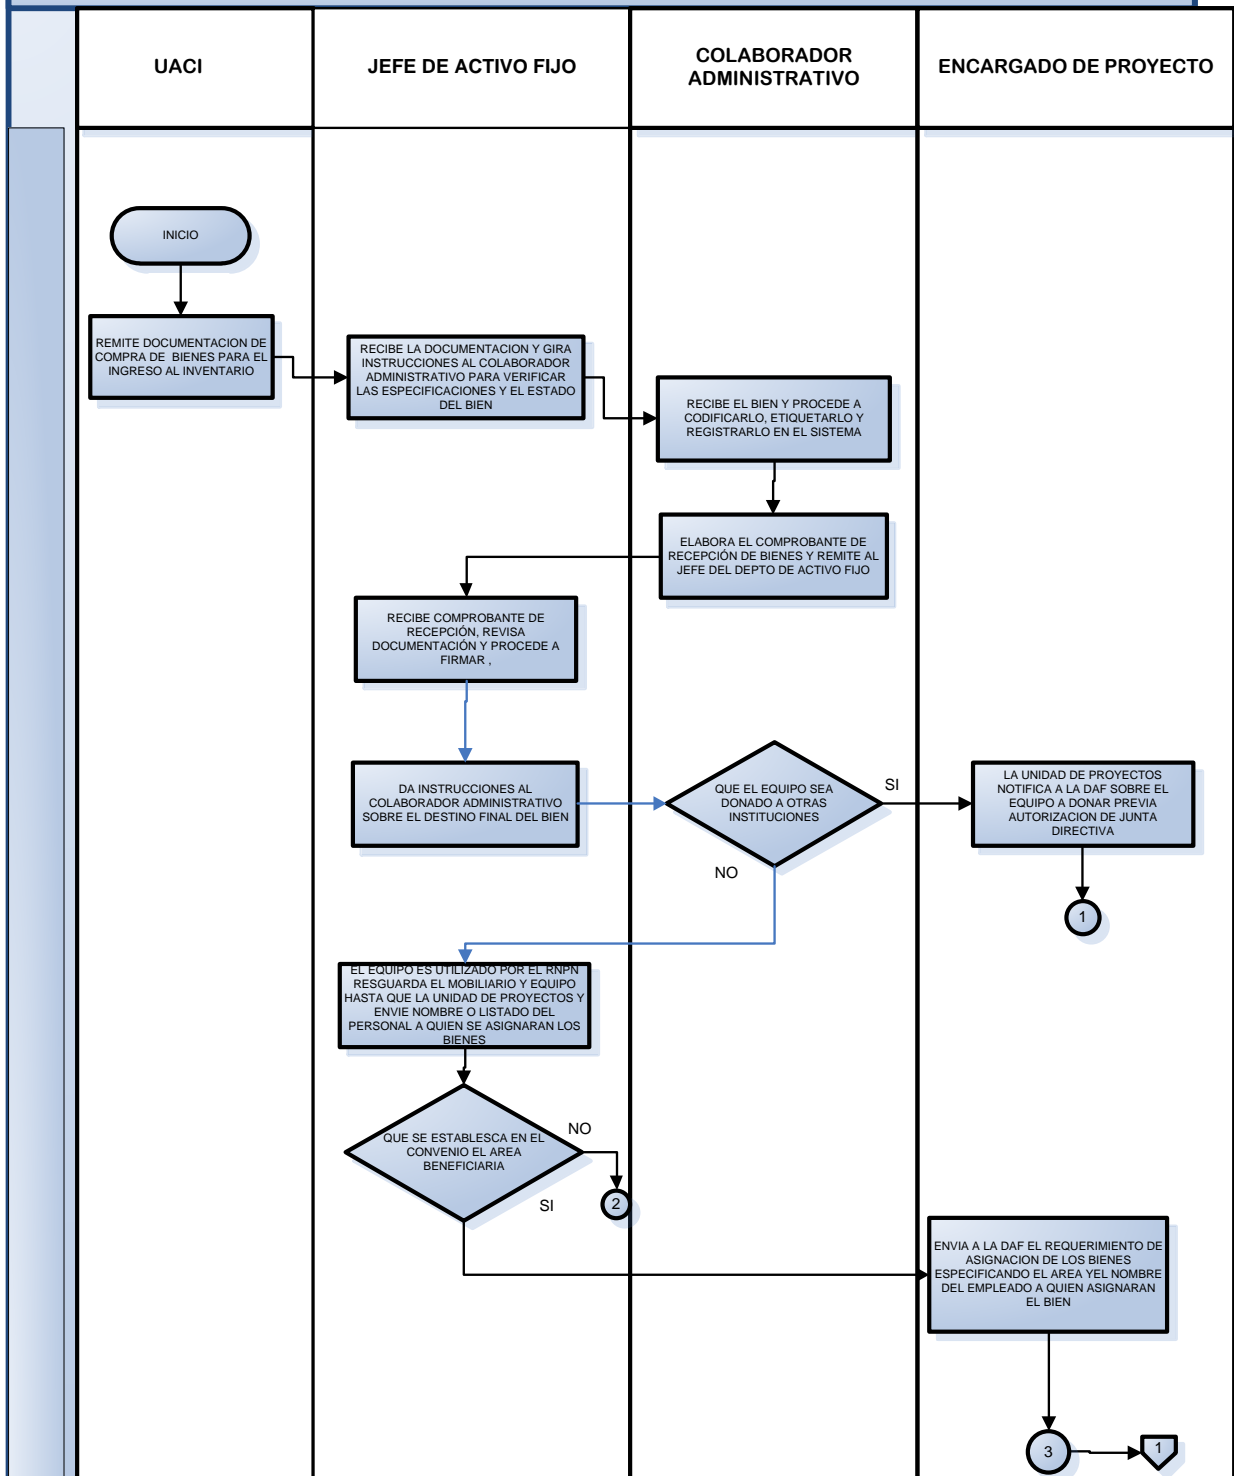 UACI
JEFE DE ACTIVO FIJO
COLABORADOR
ADMINISTRATIVO
ENCARGADO DE PROYECTO
INICIO
REMITE DOCUMENTACION DE
COMPRA DE BIENES PARA EL
INGRESO AL INVENTARIO
RECIBE LA DOCUMENTACION Y GIRA
INSTRUCCIONES AL COLABORADOR
ADMINISTRATIVO PARA VERIFICAR
LAS ESPECIFICACIONES Y EL ESTADO
DEL BIEN
RECIBE EL BIEN Y PROCEDE A
CODIFICARLO, ETIQUETARLO Y
REGISTRARLO EN EL SISTEMA
ELABORA EL COMPROBANTE DE
RECEPCIÓN DE BIENES Y REMITE AL
JEFE DEL DEPTO DE ACTIVO FIJO
RECIBE COMPROBANTE DE
RECEPCIÓN, REVISA
DOCUMENTACIÓN Y PROCEDE A
FIRMAR ,
DA INSTRUCCIONES AL
COLABORADOR ADMINISTRATIVO
SOBRE EL DESTINO FINAL DEL BIEN
QUE EL EQUIPO SEA
DONADO A OTRAS
INSTITUCIONES
SI
NO
LA UNIDAD DE PROYECTOS
NOTIFICA A LA DAF SOBRE EL
EQUIPO A DONAR PREVIA
AUTORIZACION DE JUNTA
DIRECTIVA
1
EL EQUIPO ES UTILIZADO POR EL RNPN
RESGUARDA EL MOBILIARIO Y EQUIPO
HASTA QUE LA UNIDAD DE PROYECTOS Y
ENVIE NOMBRE O LISTADO DEL
PERSONAL A QUIEN SE ASIGNARAN LOS
BIENES
QUE SE ESTABLESCA EN EL
CONVENIO EL AREA
BENEFICIARIA
NO
SI
2
ENVIA A LA DAF EL REQUERIMIENTO DE
ASIGNACION DE LOS BIENES
ESPECIFICANDO EL AREA YEL NOMBRE
DEL EMPLEADO A QUIEN ASIGNARAN
EL BIEN
3
1